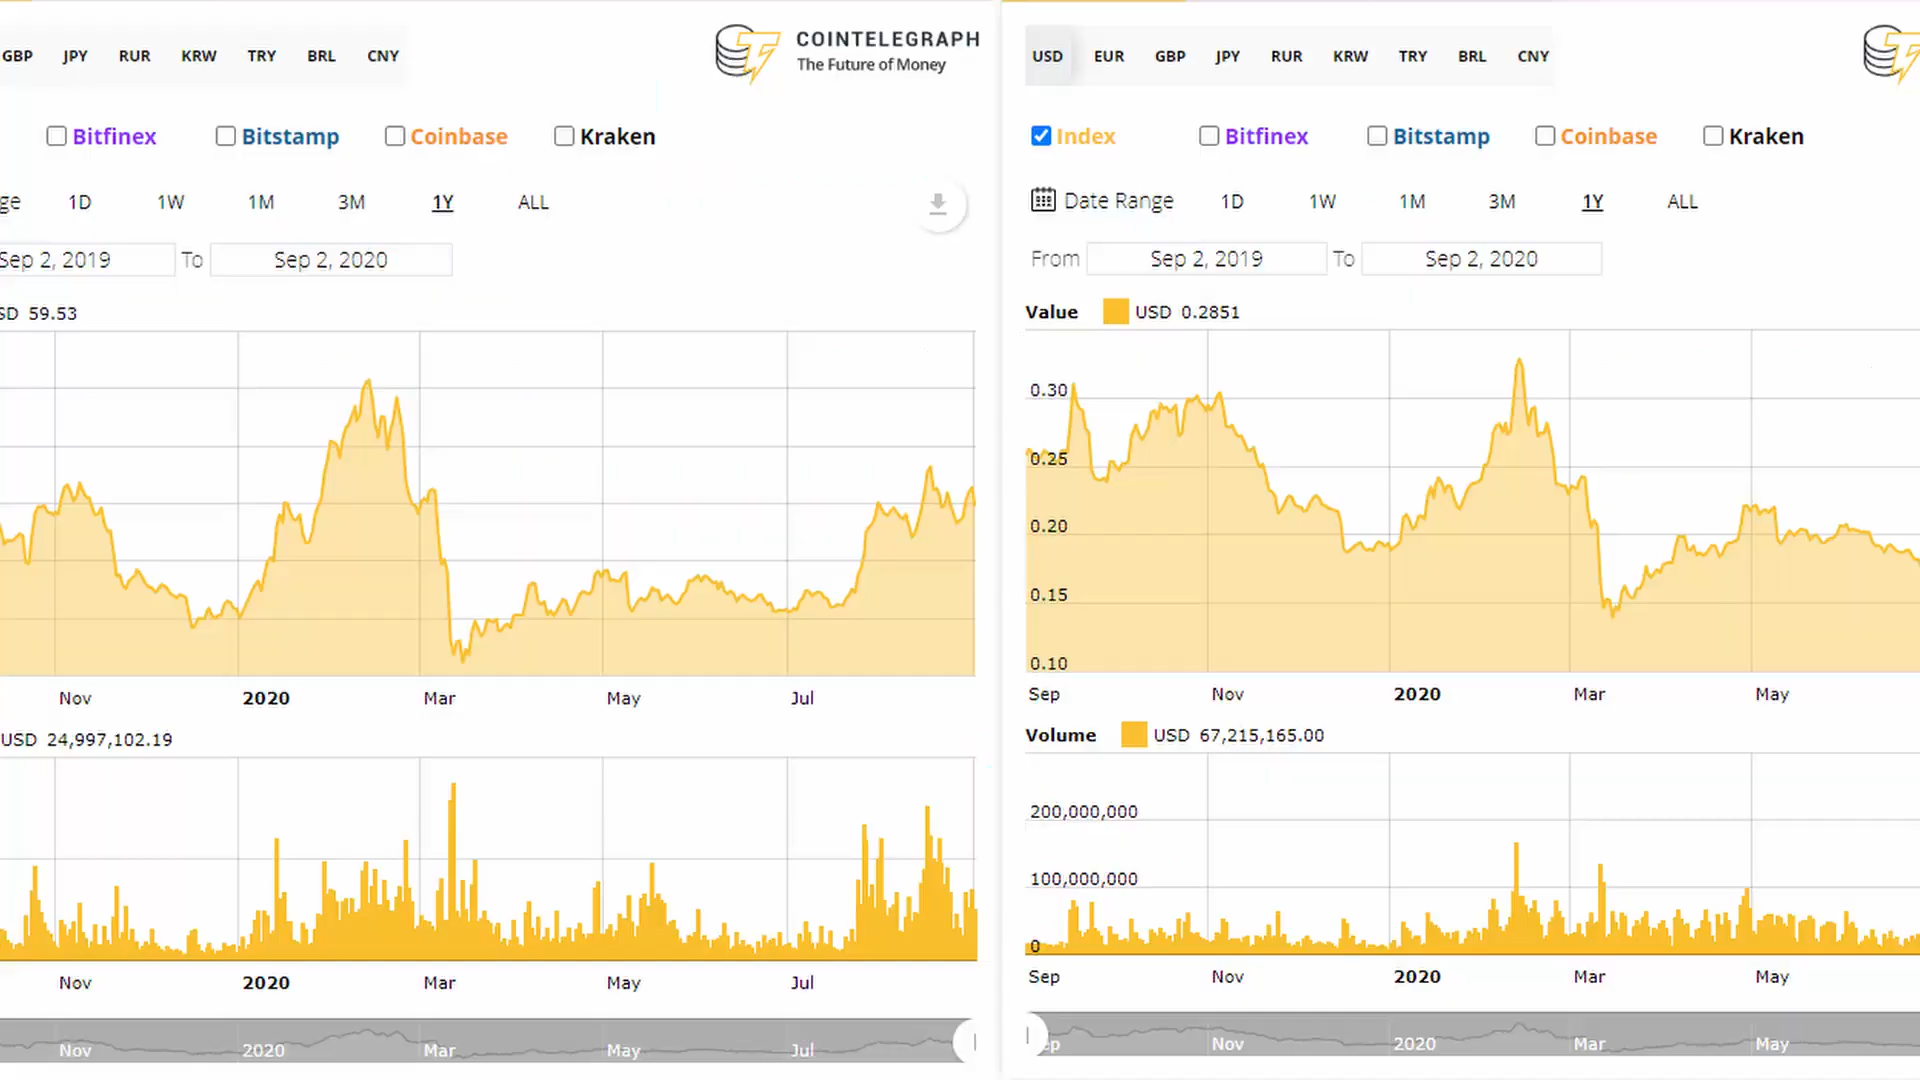 GBP JPY RUR KRW TRY BRL CNY
COINTELEGRAPH
The Future of Money
Bitfinex Bitstamp Coinbase Kraken
ge 1D 1W 1M 3M 1Y ALL
Sep 2, 2019 To Sep 2, 2020
SD 59.53
Nov 2020 Mar May Jul
USD 24,997,102.19
Nov 2020 Mar May Jul
Nov 2020 Mar May Jul
USD EUR GBP JPY RUR KRW TRY BRL CNY
Index Bitfinex Bitstamp Coinbase Kraken
Date Range 1D 1W 1M 3M 1Y ALL
From Sep 2, 2019 To Sep 2, 2020
Value USD 0.2851
0.30
0.25
0.20
0.15
0.10
Sep Nov 2020 Mar May
Volume USD 67,215,165.00
200,000,000
100,000,000
0
Sep Nov 2020 Mar May
ep Nov 2020 Mar May